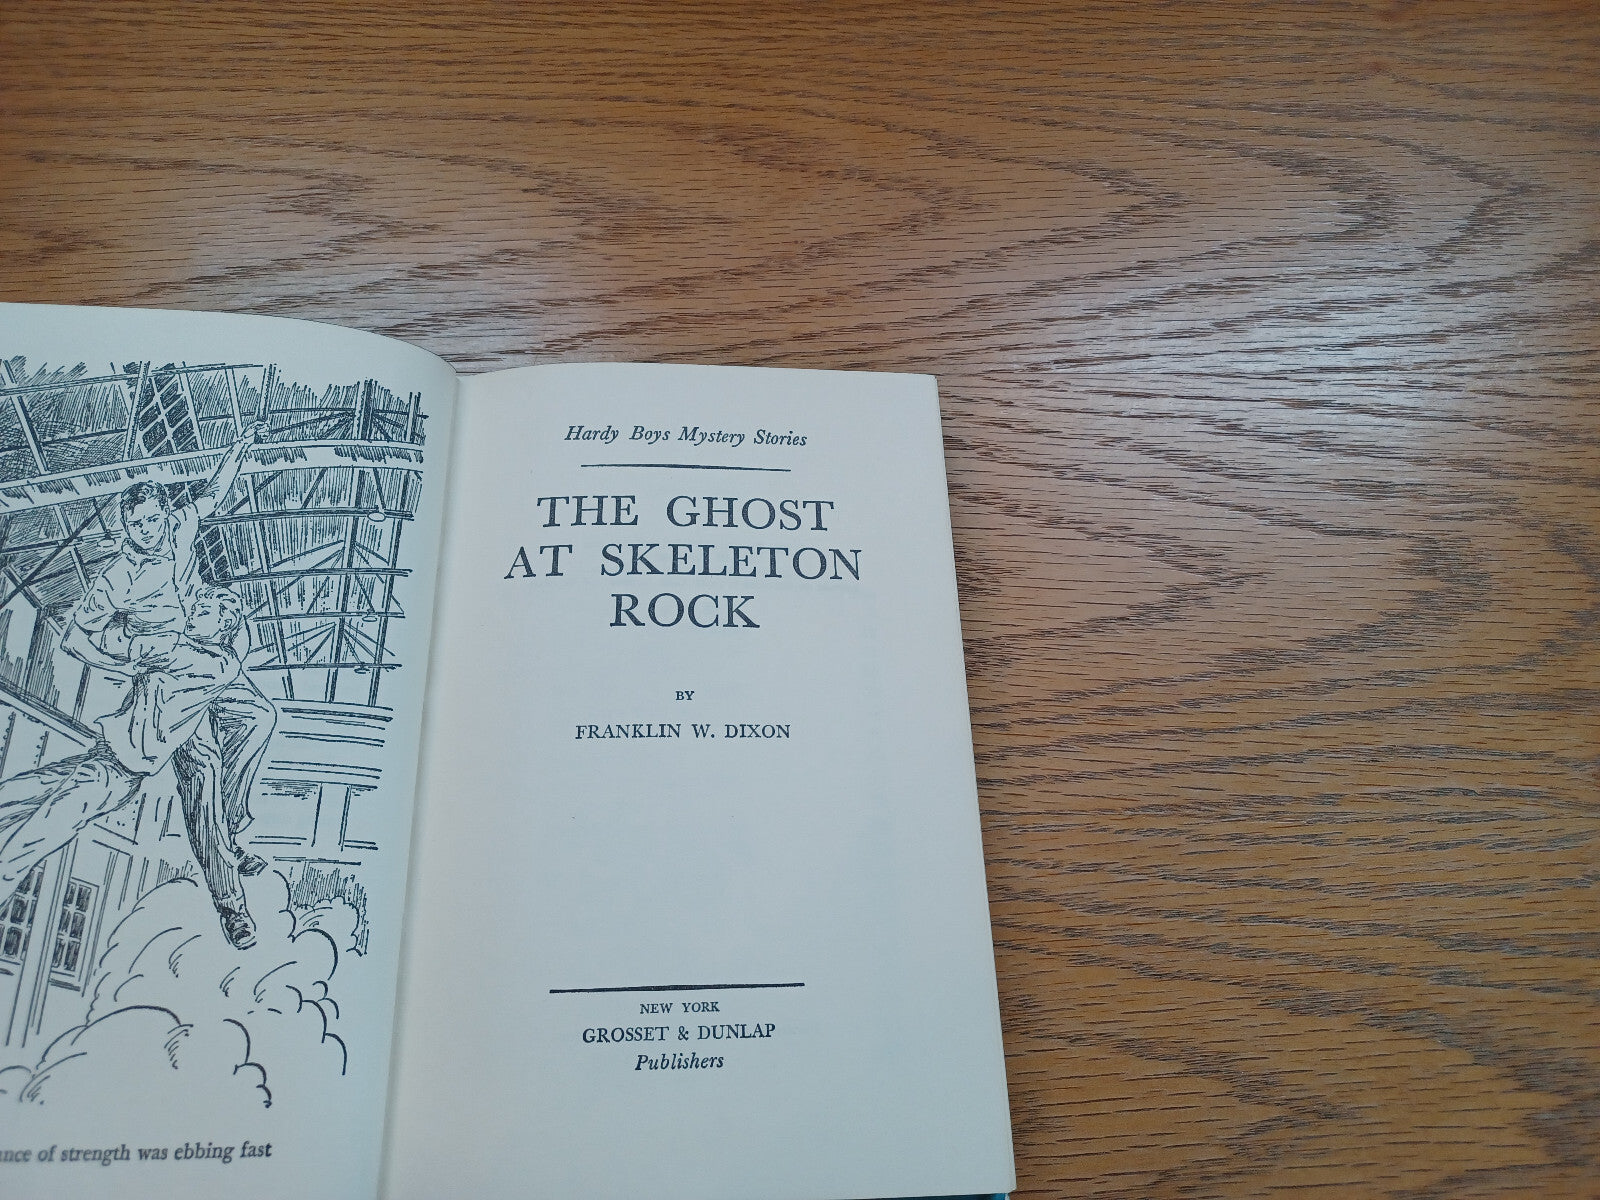 ance of strength was ebbing fast
Hardy Boys Mystery Stories
THE GHOST
AT SKELETON
ROCK
BY
FRANKLIN W. DIXON
NEW YORK
GROSSET & DUNLAP
Publishers